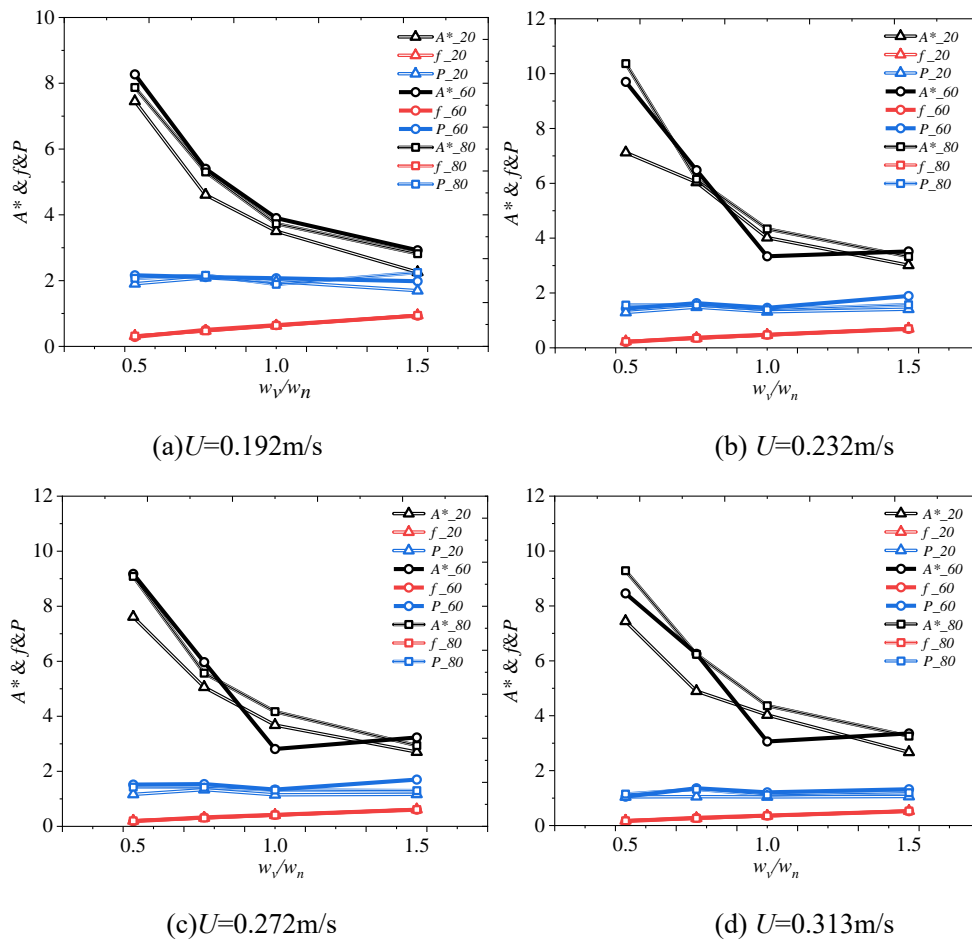 10
8
6
4
2
0
A* & f&P
0.5 1.0 1.5
w_v/w_n
A*_20
f_20
P_20
A*_60
f_60
P_60
A*_80
f_80
P_80
(a)U=0.192m/s
12
10
8
6
4
2
0
A* & f&P
0.5 1.0 1.5
w_v/w_n
A*_20
f_20
P_20
A*_60
f_60
P_60
A*_80
f_80
P_80
(b) U=0.232m/s
12
10
8
6
4
2
0
A* & f&P
0.5 1.0 1.5
w_v/w_n
A*_20
f_20
P_20
A*_60
f_60
P_60
A*_80
f_80
P_80
(c)U=0.272m/s
12
10
8
6
4
2
0
A* & f&P
0.5 1.0 1.5
w_v/w_n
A*_20
f_20
P_20
A*_60
f_60
P_60
A*_80
f_80
P_80
(d) U=0.313m/s